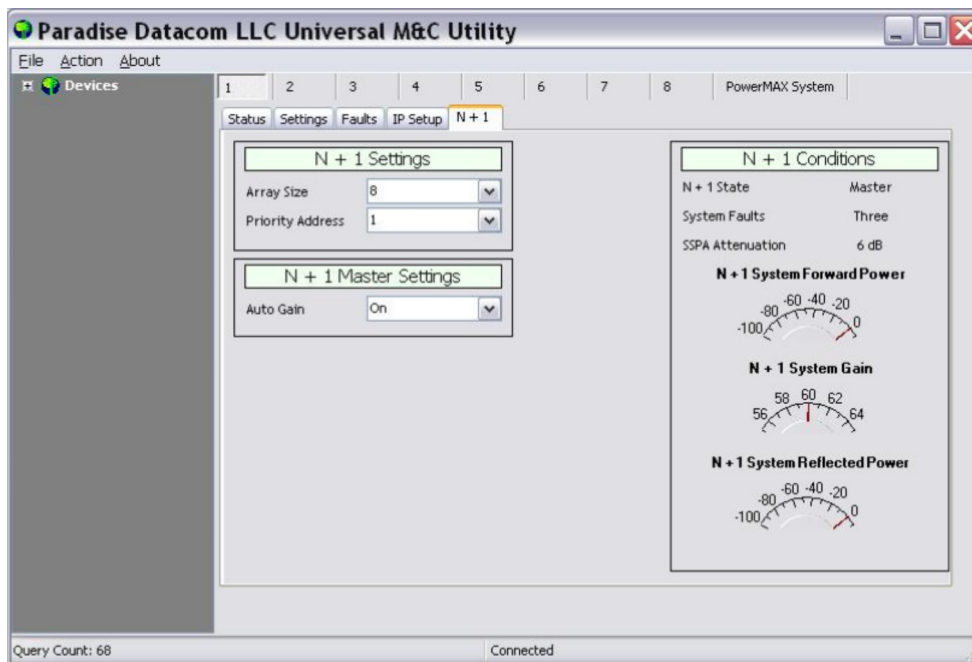 Paradise Datacom LLC Universal M&C Utility
File Action About
Devices
1 2 3 4 5 6 7 8 PowerMAX System
Status Settings Faults IP Setup N + 1
N + 1 Settings
Array Size 8
Priority Address 1
N + 1 Master Settings
Auto Gain On
N + 1 Conditions
N + 1 State Master
System Faults Three
SSPA Attenuation 6 dB
N + 1 System Forward Power
-100 -80 -60 -40 -20 0
N + 1 System Gain
56 58 60 62 64
N + 1 System Reflected Power
-100 -80 -60 -40 -20 0
Query Count: 68 Connected